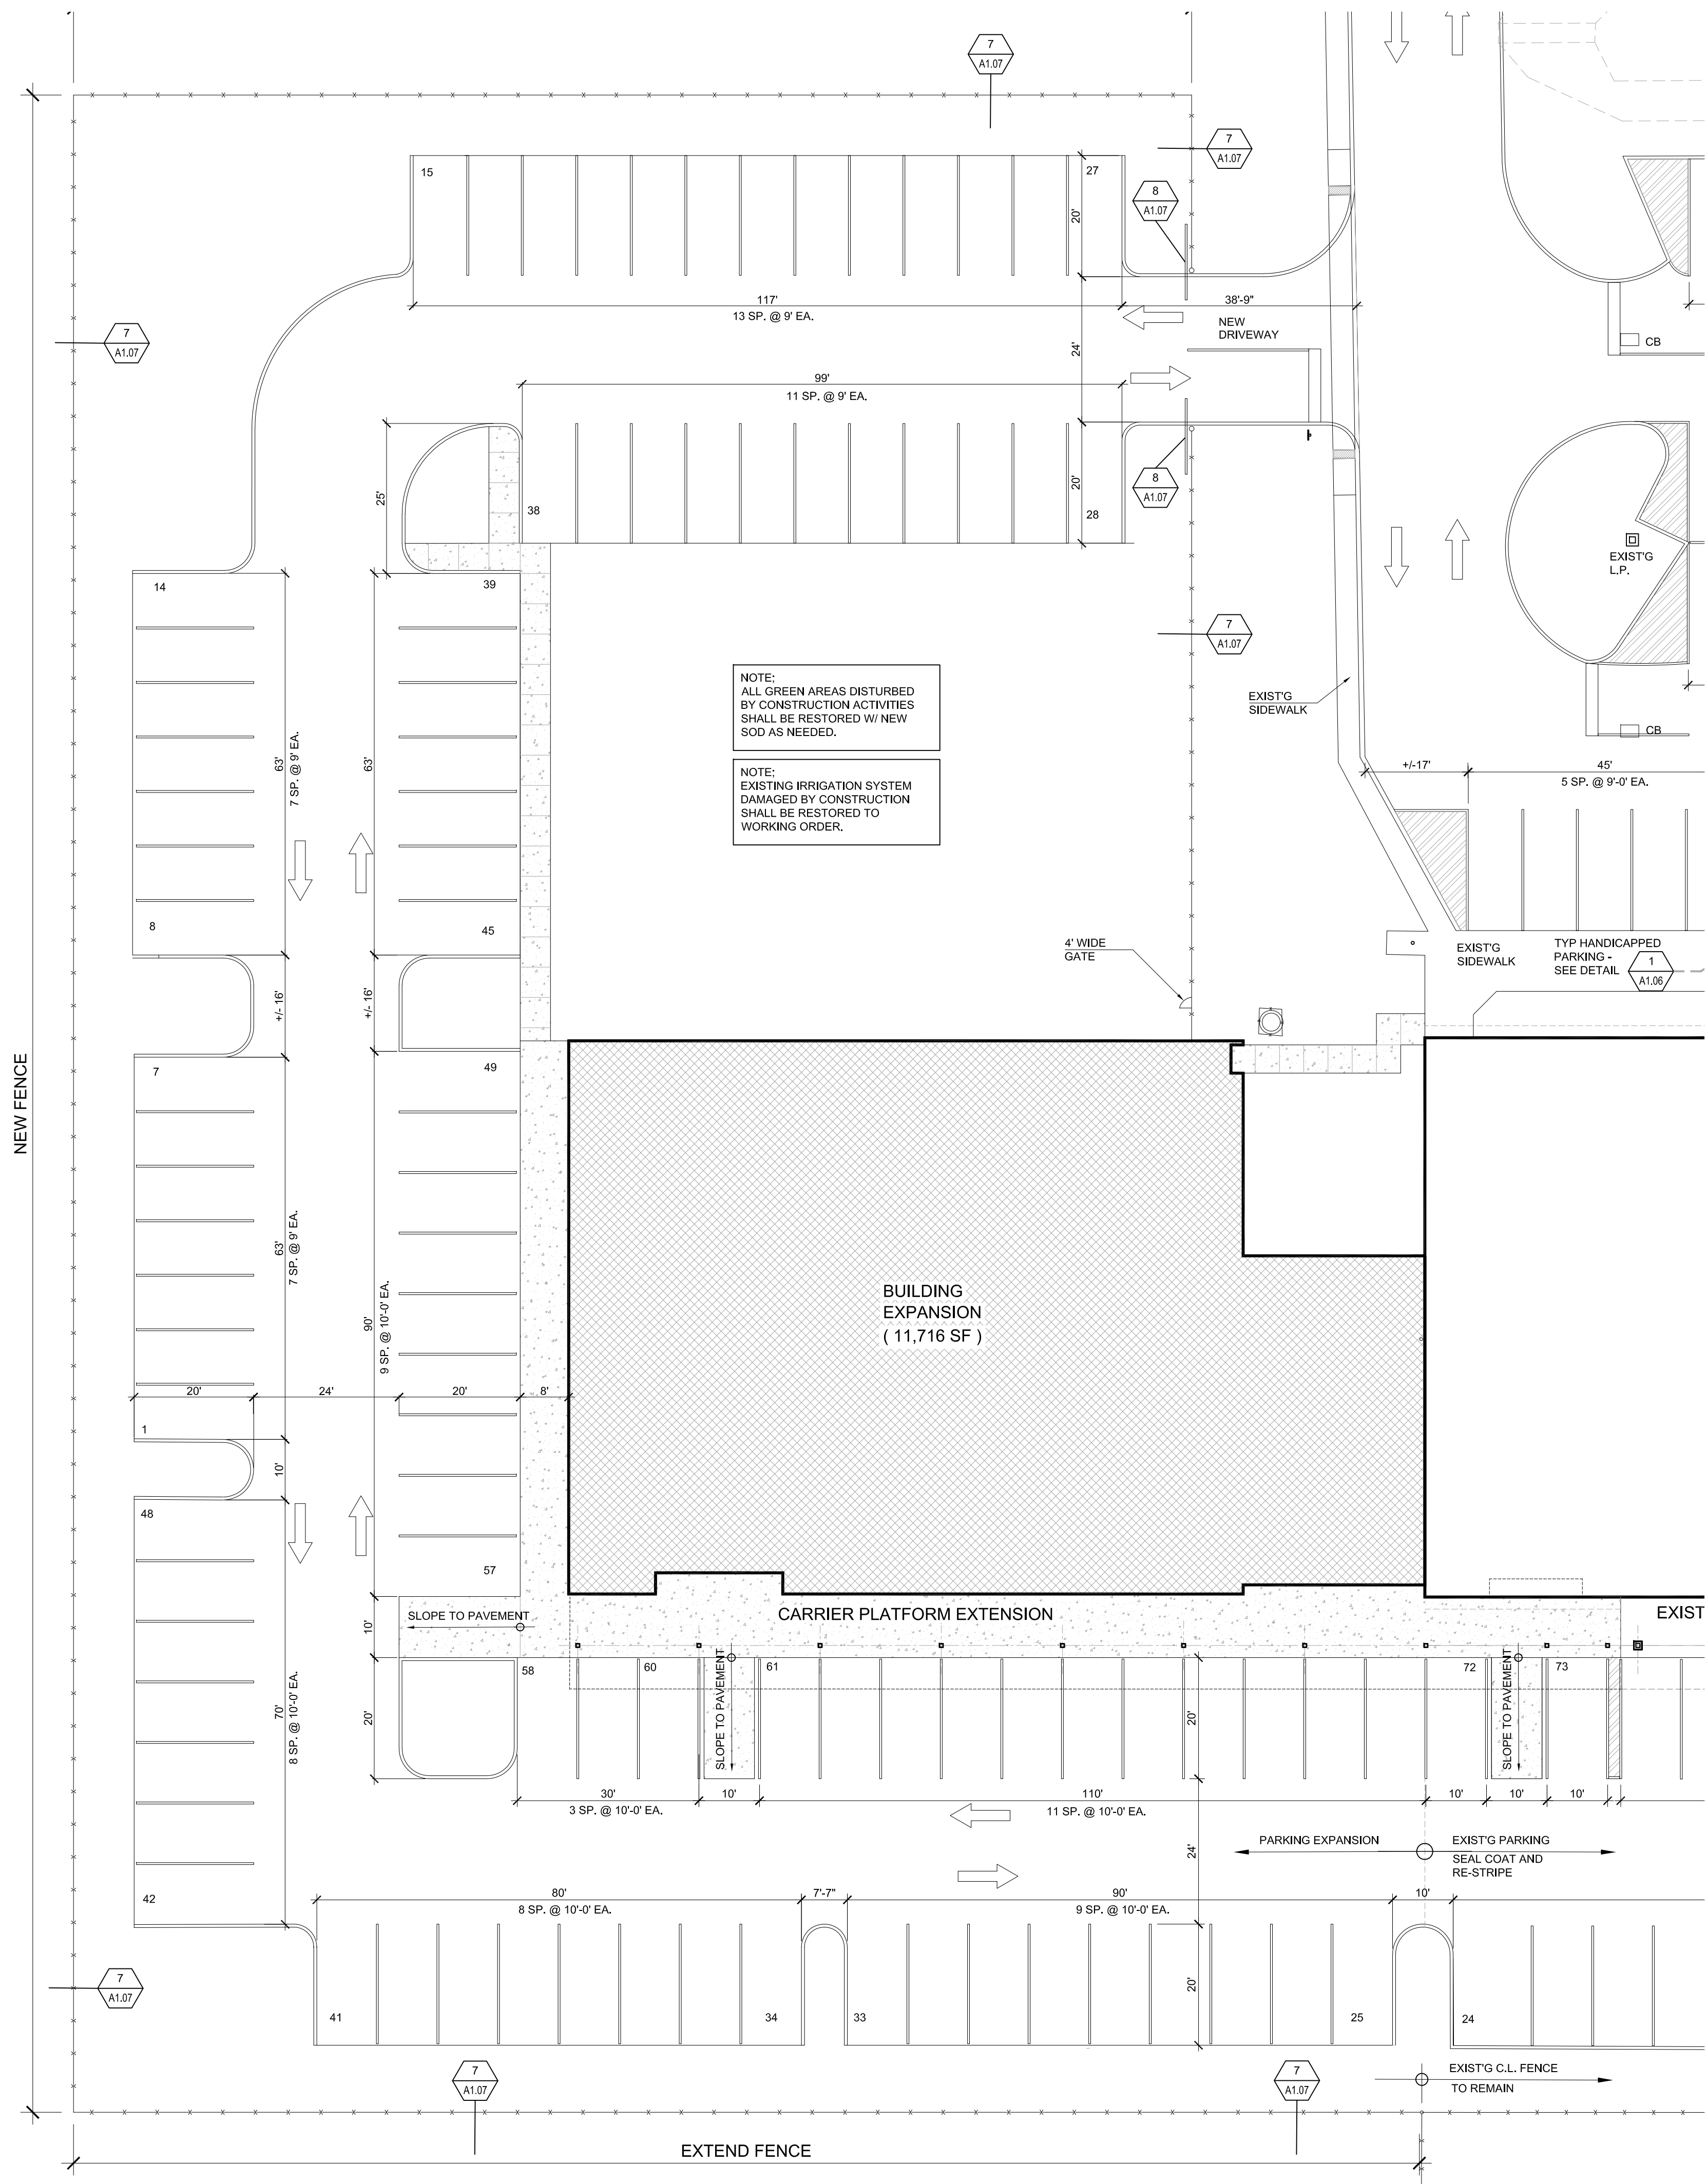 7
A1.07
7
A1.07
8
A1.07
15
27
20'
117'
13 SP. @ 9' EA.
38'-9"
NEW
DRIVEWAY
7
A1.07
24'
CB
99'
11 SP. @ 9' EA.
25'
20'
38
28
8
A1.07
EXIST'G
L.P.
14
39
7
A1.07
NOTE;
ALL GREEN AREAS DISTURBED
BY CONSTRUCTION ACTIVITIES
SHALL BE RESTORED W/ NEW
SOD AS NEEDED.
EXIST'G
SIDEWALK
CB
63'
7 SP. @ 9' EA.
63'
NOTE;
EXISTING IRRIGATION SYSTEM
DAMAGED BY CONSTRUCTION
SHALL BE RESTORED TO
WORKING ORDER.
+/-17'
45'
5 SP. @ 9'-0' EA.
8
45
4' WIDE
GATE
EXIST'G
SIDEWALK
TYP HANDICAPPED
PARKING -
SEE DETAIL
1
A1.06
+/- 16'
+/- 16'
NEW FENCE
7
49
63'
7 SP. @ 9' EA.
90'
9 SP. @ 10'-0' EA.
BUILDING
EXPANSION
( 11,716 SF )
20'
24'
20'
8'
1
10'
48
57
10'
SLOPE TO PAVEMENT
CARRIER PLATFORM EXTENSION
EXIST
58
60
61
72
73
SLOPE TO PAVEMENT
SLOPE TO PAVEMENT
70'
8 SP. @ 10'-0' EA.
20'
20'
30'
3 SP. @ 10'-0' EA.
10'
110'
11 SP. @ 10'-0' EA.
10'
10'
10'
PARKING EXPANSION
EXIST'G PARKING
SEAL COAT AND
RE-STRIPE
24'
42
80'
8 SP. @ 10'-0' EA.
7'-7"
90'
9 SP. @ 10'-0' EA.
10'
7
A1.07
20'
41
34
33
25
24
7
A1.07
7
A1.07
EXIST'G C.L. FENCE
TO REMAIN
EXTEND FENCE